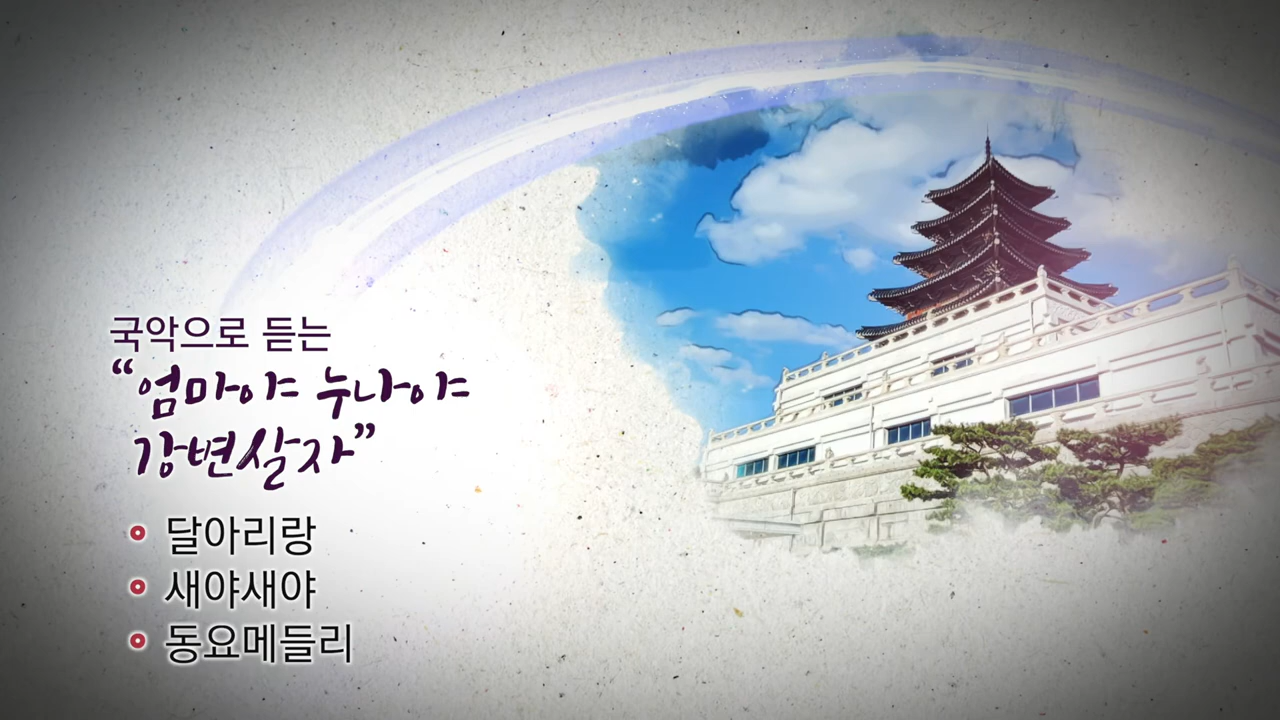 국악으로 듣는
“엄마야 누나야
강변살자”
달아리랑
새야새야
동요메들리